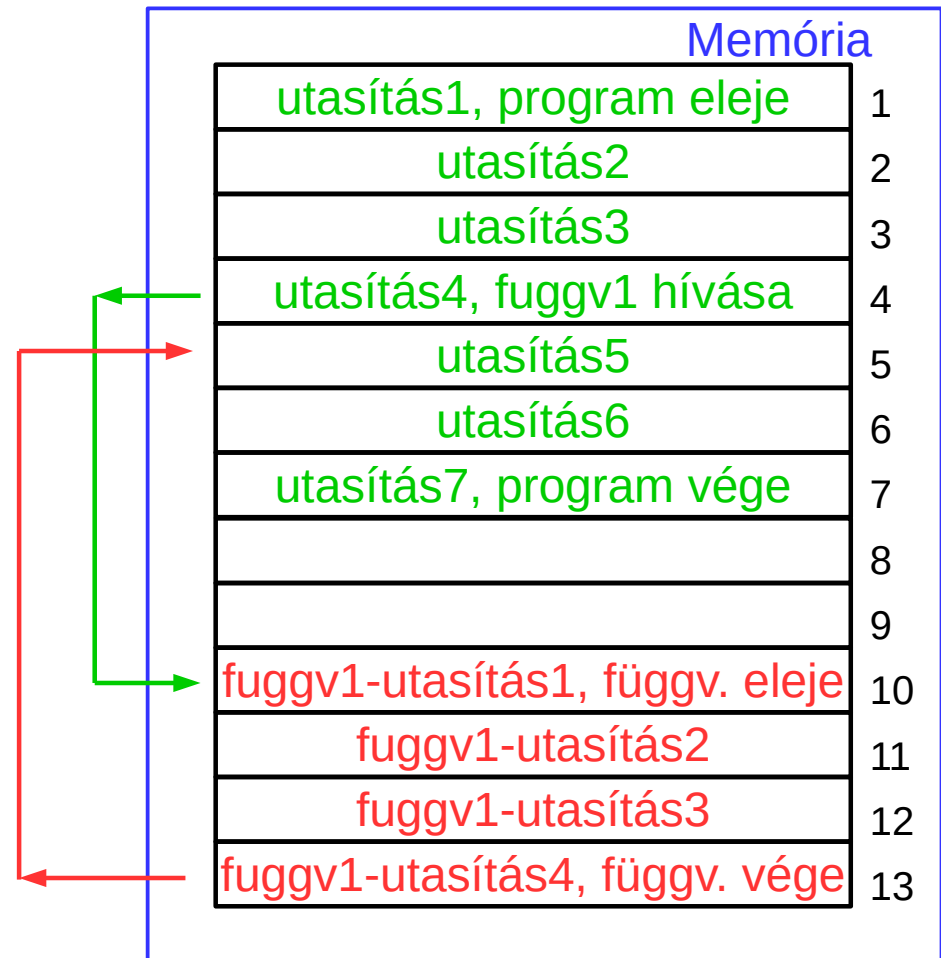 Memória
utasítás1, program eleje 1
utasítás2 2
utasítás3 3
utasítás4, fuggv1 hívása 4
utasítás5 5
utasítás6 6
utasítás7, program vége 7
8
9
fuggv1-utasítás1, függv. eleje 10
fuggv1-utasítás2 11
fuggv1-utasítás3 12
fuggv1-utasítás4, függv. vége 13